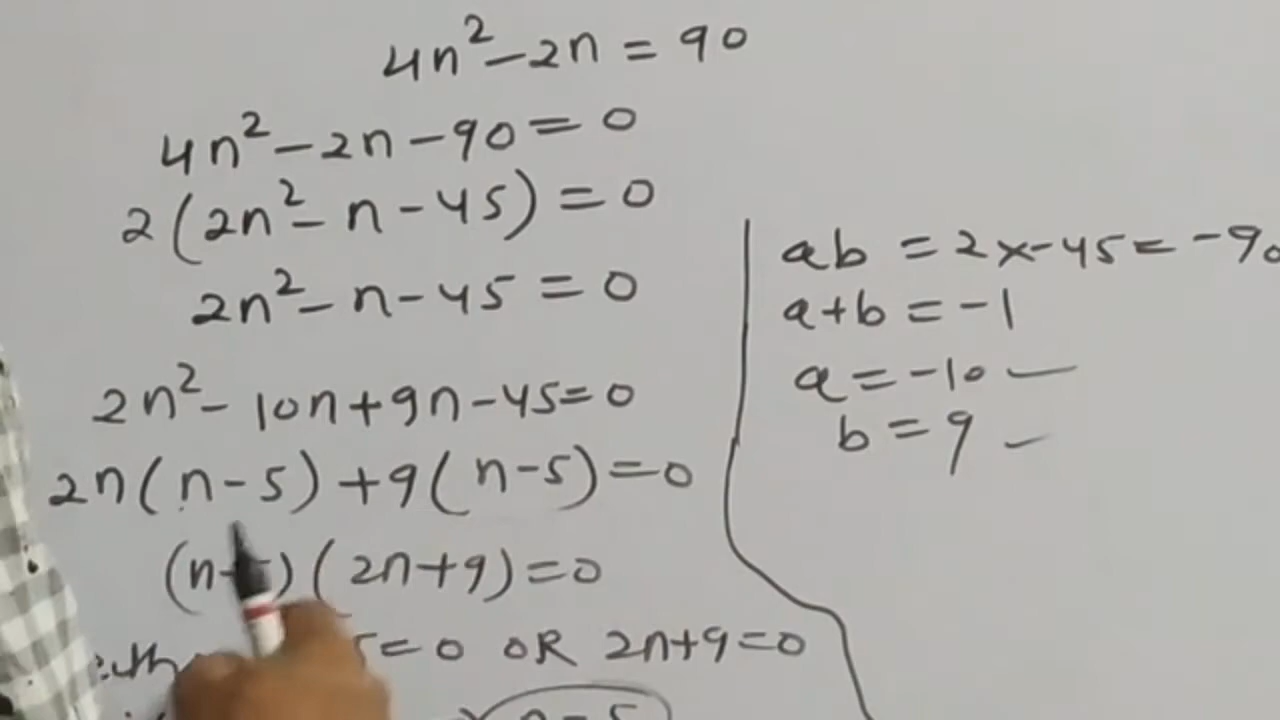 4n² - 2n = 90
4n² - 2n - 90 = 0
2(2n² - n - 45) = 0
2n² - n - 45 = 0
2n² - 10n + 9n - 45 = 0
2n(n - 5) + 9(n - 5) = 0
(n - )(2n + 9) = 0
= 0 OR 2n + 9 = 0
n = 5
ab = 2x - 45 = -90
a + b = -1
a = -10 —
b = 9 —